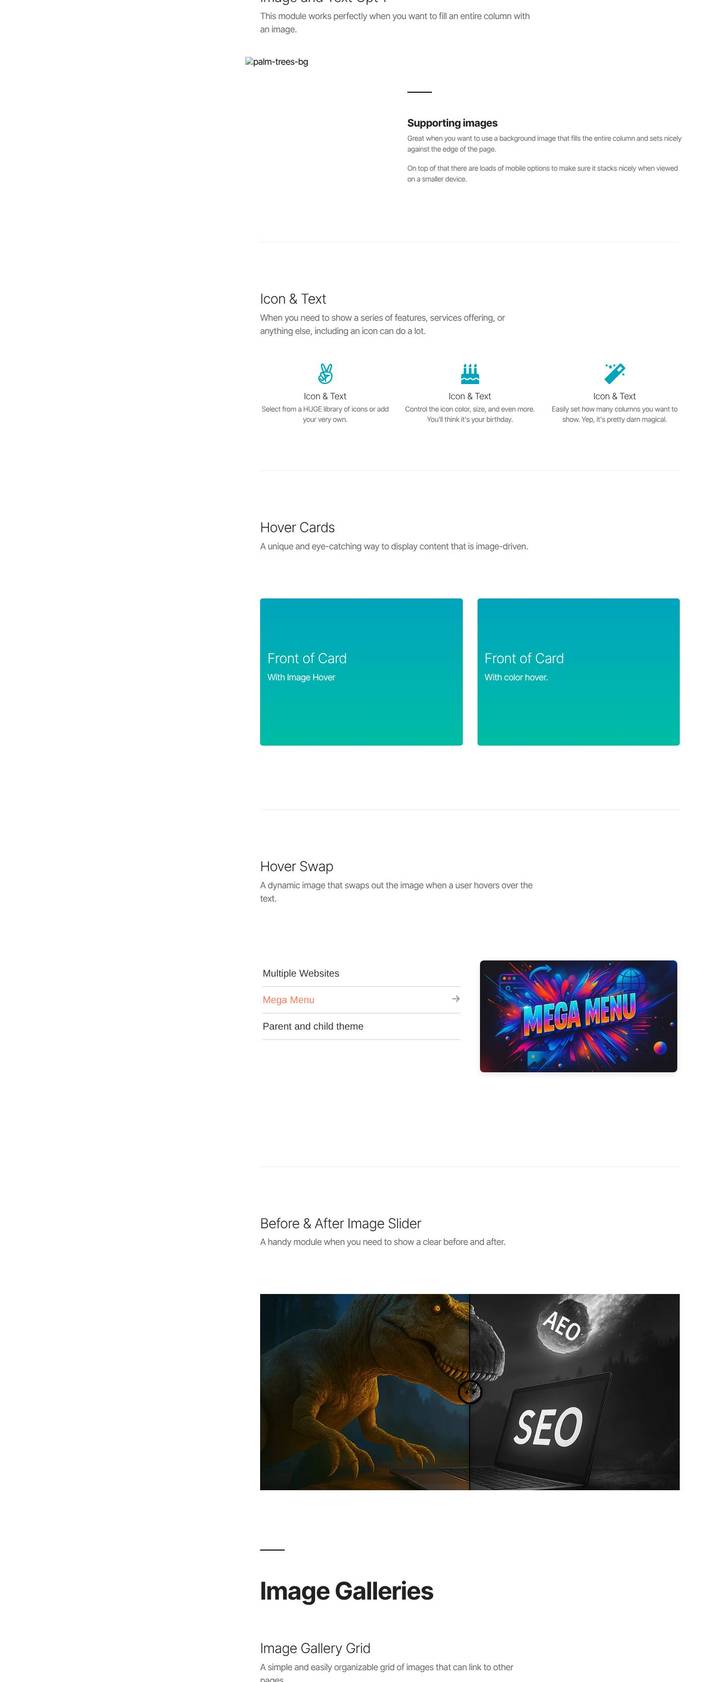 Image and Text Opt 1
This module works perfectly when you want to fill an entire column with
an image.
palm-trees-bg
Supporting images
Great when you want to use a background image that fills the entire column and sets nicely
against the edge of the page.
On top of that there are loads of mobile options to make sure it stacks nicely when viewed
on a smaller device.
Icon & Text
When you need to show a series of features, services offering, or
anything else, including an icon can do a lot.
Icon & Text
Select from a HUGE library of icons or add
your very own.
Icon & Text
Control the icon color, size, and even more.
You'll think it's your birthday.
Icon & Text
Easily set how many columns you want to
show. Yep, it's pretty darn magical.
Hover Cards
A unique and eye-catching way to display content that is image-driven.
Front of Card
With Image Hover
Front of Card
With color hover.
Hover Swap
A dynamic image that swaps out the image when a user hovers over the
text.
Multiple Websites
Mega Menu
Parent and child theme
MEGA MENU
Before & After Image Slider
A handy module when you need to show a clear before and after.
AEO
SEO
Image Galleries
Image Gallery Grid
A simple and easily organizable grid of images that can link to other
pages